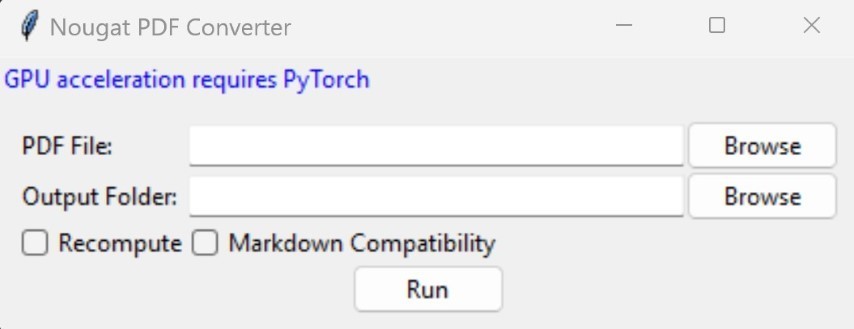 Nougat PDF Converter
GPU acceleration requires PyTorch
PDF File: Browse
Output Folder: Browse
Recompute Markdown Compatibility
Run